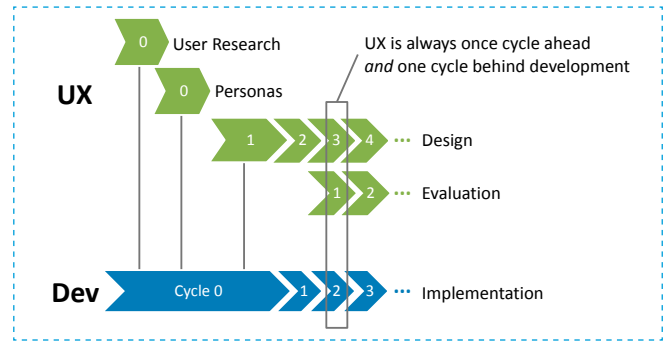 0 User Research
UX is always once cycle ahead
and one cycle behind development
UX
0 Personas
1 2 3 4 ... Design
1 2 ... Evaluation
Dev
Cycle 0 1 2 3 ... Implementation